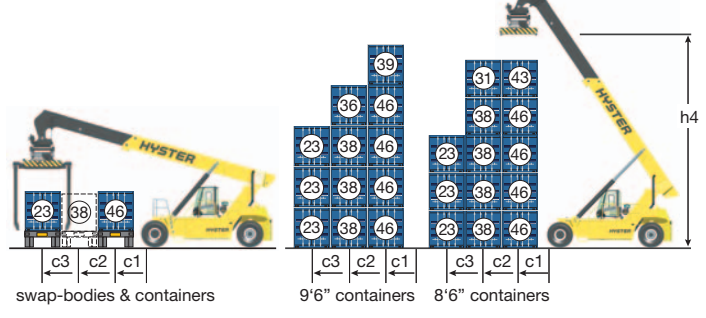 39
36 46
23 38 46
23 38 46
23 38 46
31 43
38 46
23 38 46
23 38 46
23 38 46
HYSTER
HYSTER
h4
23 38 46
HYSTER
HYSTER
c3 c2 c1
c3 c2 c1
c3 c2 c1
swap-bodies & containers
9‘6” containers
8‘6” containers